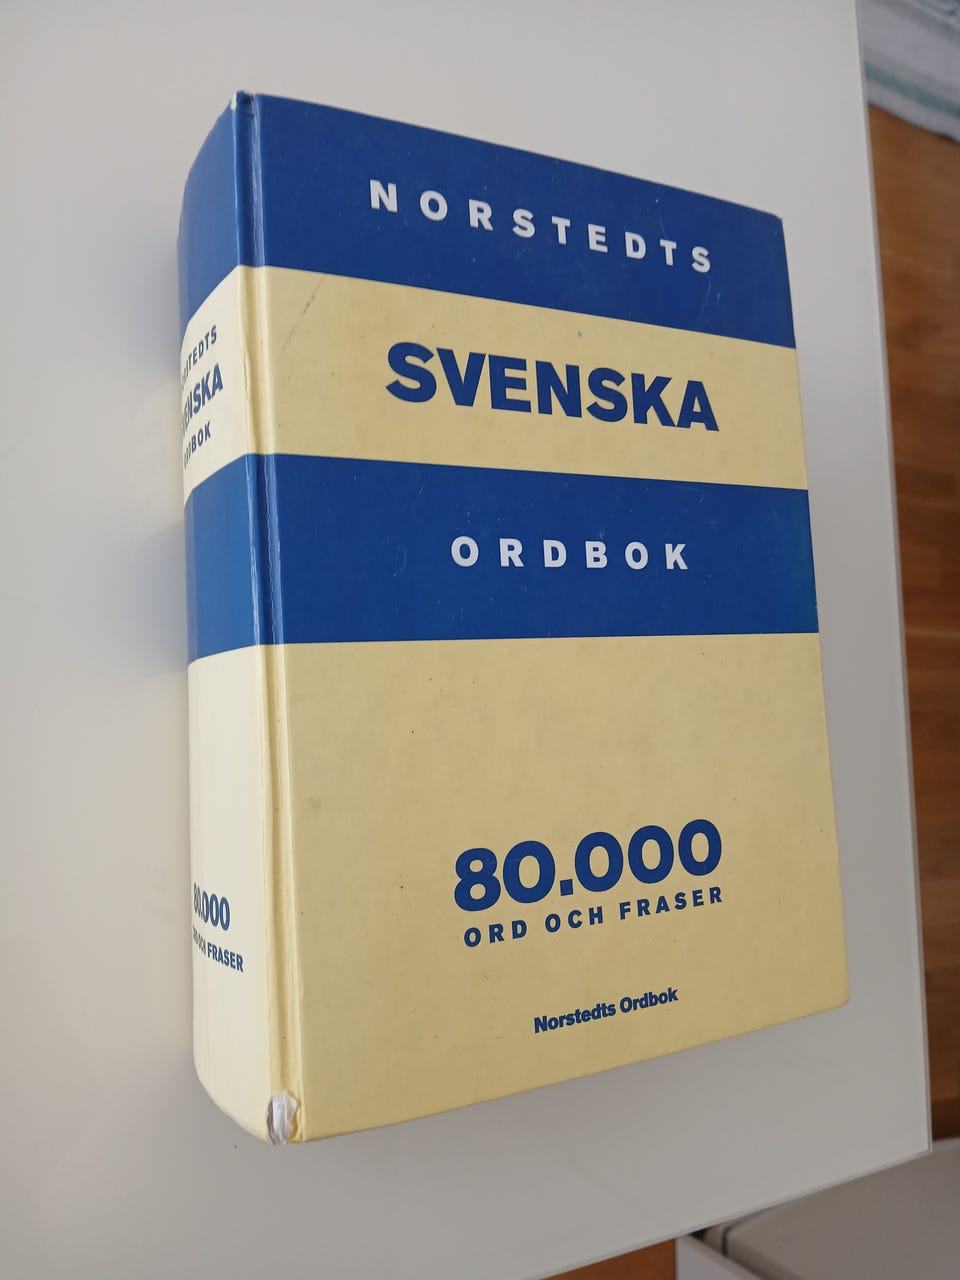 NORSTEDTS
SVENSKA
ORDBOK
80.000
ORD OCH FRASER
Norstedts Ordbok
SVENSKA
ORDBOK
80.000
ORD OCH FRASER